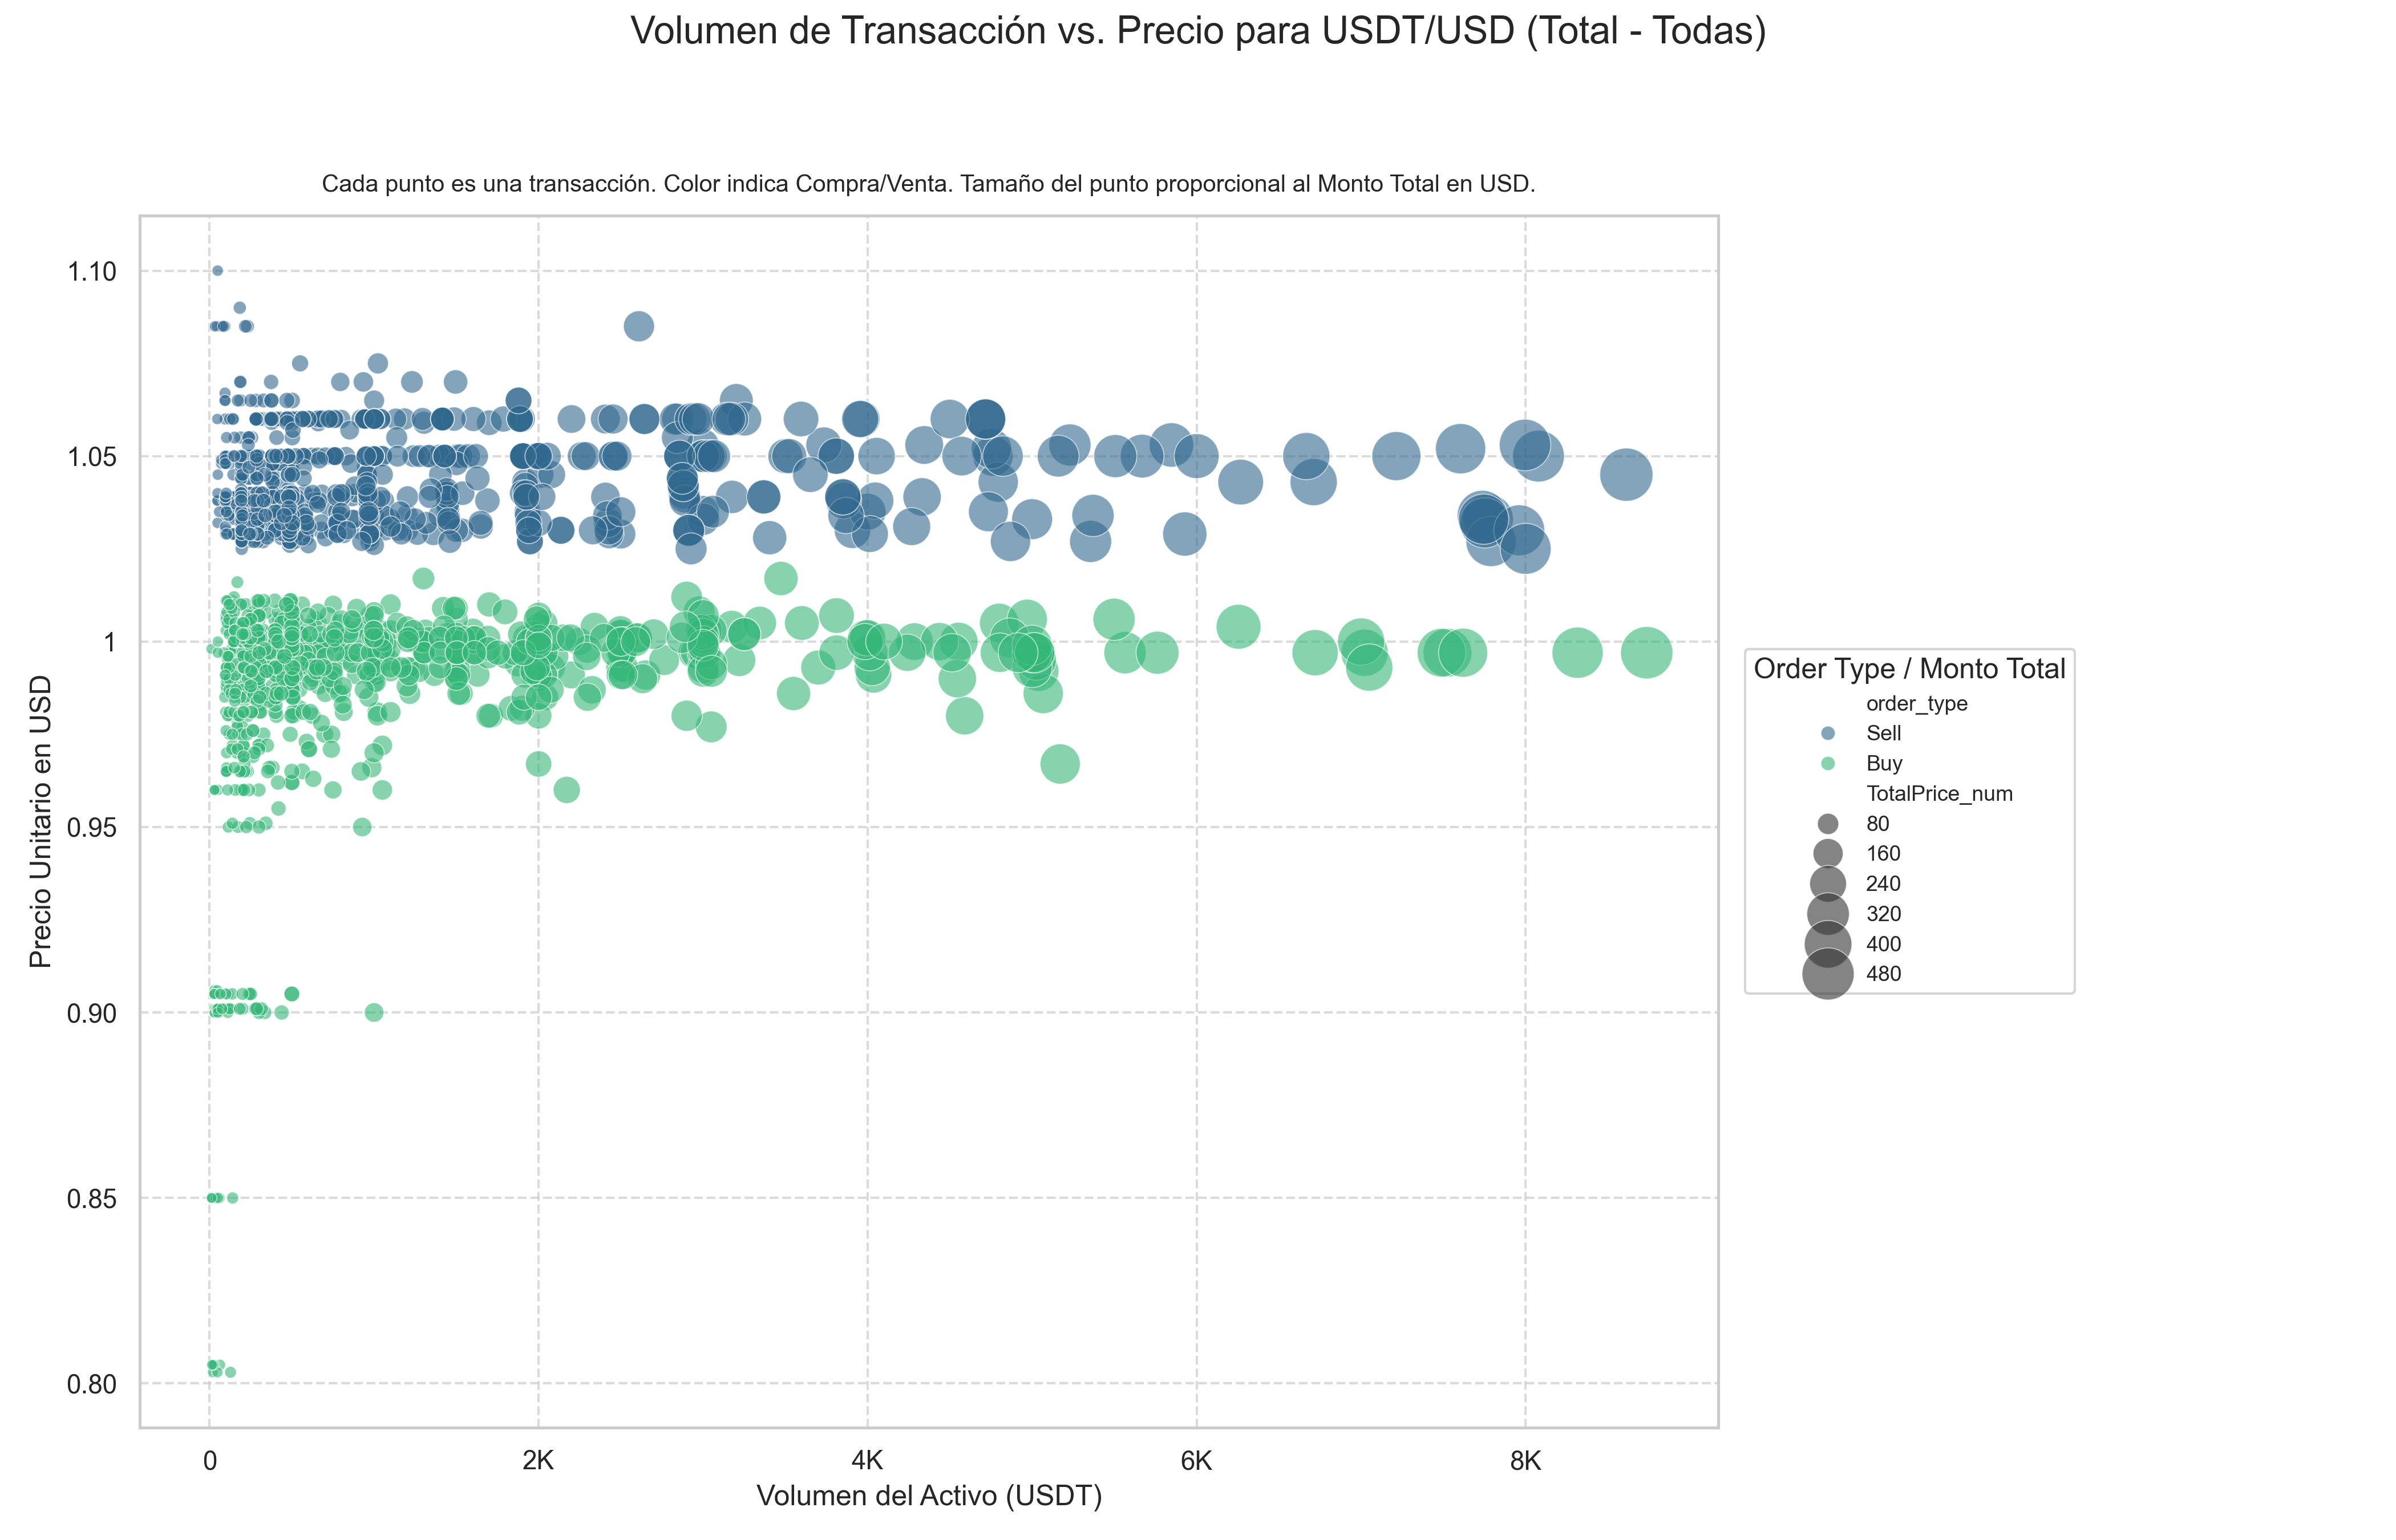 Volumen de Transacción vs. Precio para USDT/USD (Total - Todas)
Cada punto es una transacción. Color indica Compra/Venta. Tamaño del punto proporcional al Monto Total en USD.
Precio Unitario en USD
1.10
1.05
1
0.95
0.90
0.85
0.80
0
2K
4K
6K
8K
Volumen del Activo (USDT)
Order Type / Monto Total
order_type
Sell
Buy
TotalPrice_num
80
160
240
320
400
480